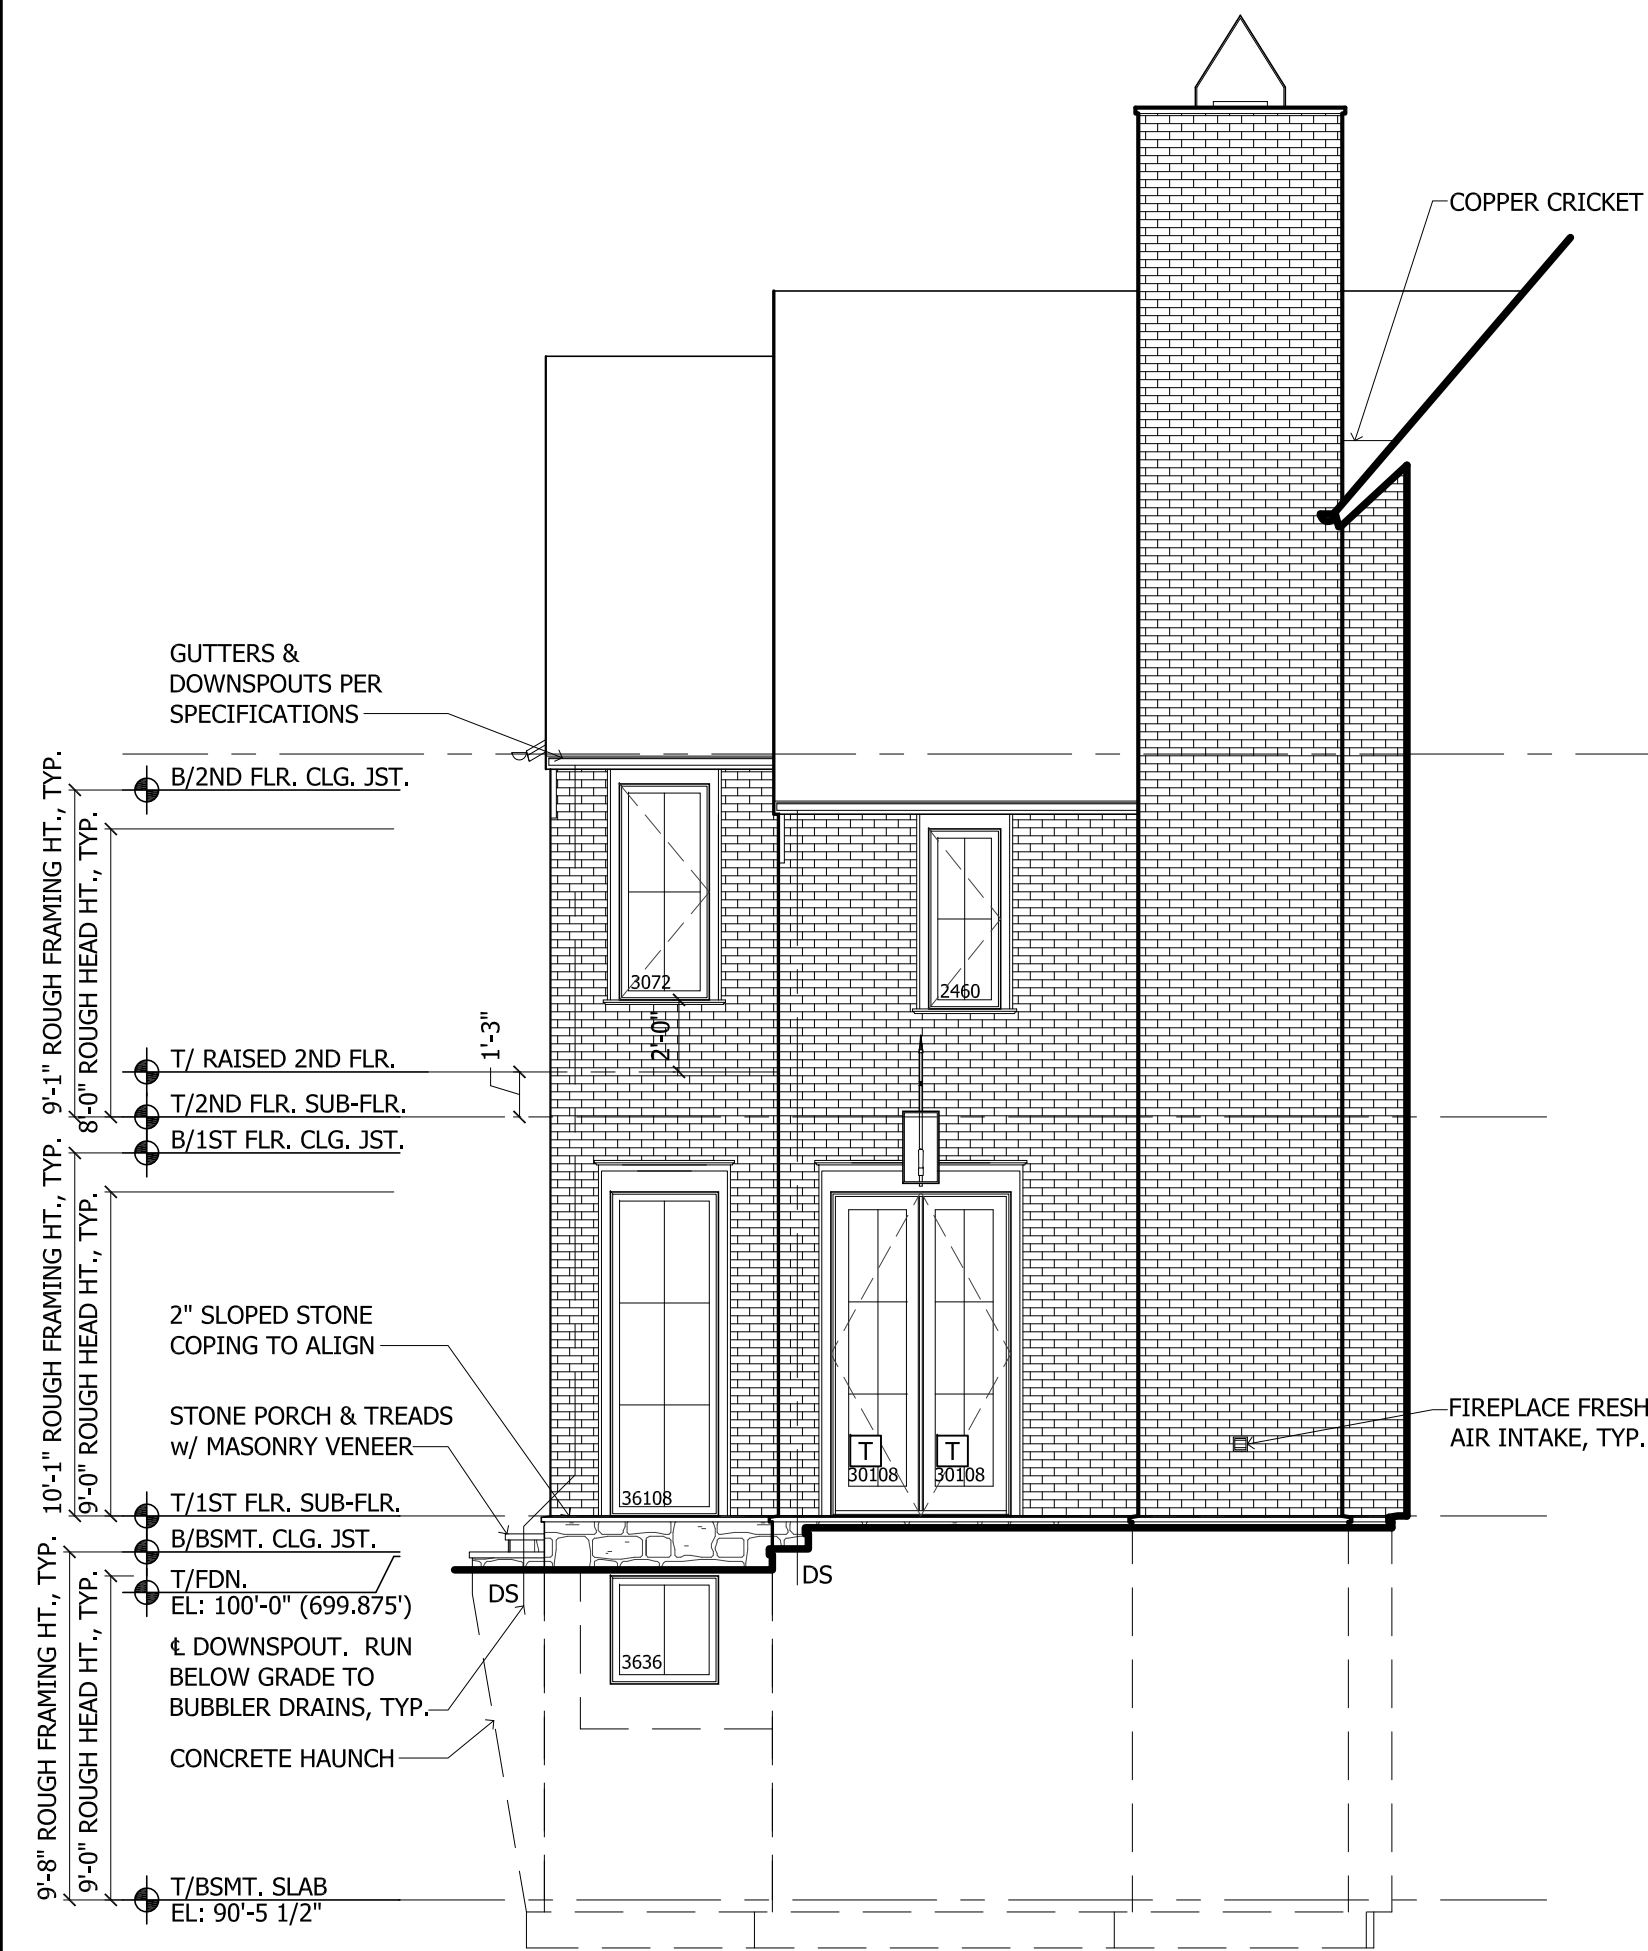 COPPER CRICKET
GUTTERS &
DOWNSPOUTS PER
SPECIFICATIONS
B/2ND FLR. CLG. JST.
9'-1" ROUGH FRAMING HT., TYP.
8'-0" ROUGH HEAD HT., TYP.
3072
2460
2'-0"
1'-3"
T/ RAISED 2ND FLR.
T/2ND FLR. SUB-FLR.
B/1ST FLR. CLG. JST.
10'-1" ROUGH FRAMING HT., TYP.
9'-0" ROUGH HEAD HT., TYP.
2" SLOPED STONE
COPING TO ALIGN
STONE PORCH & TREADS
w/ MASONRY VENEER
FIREPLACE FRESH
AIR INTAKE, TYP.
T
T
30108
30108
36108
T/1ST FLR. SUB-FLR.
B/BSMT. CLG. JST.
T/FDN.
EL: 100'-0" (699.875')
DS
DS
℄ DOWNSPOUT. RUN
BELOW GRADE TO
BUBBLER DRAINS, TYP.
3636
CONCRETE HAUNCH
9'-8" ROUGH FRAMING HT., TYP.
9'-0" ROUGH HEAD HT., TYP.
T/BSMT. SLAB
EL: 90'-5 1/2"